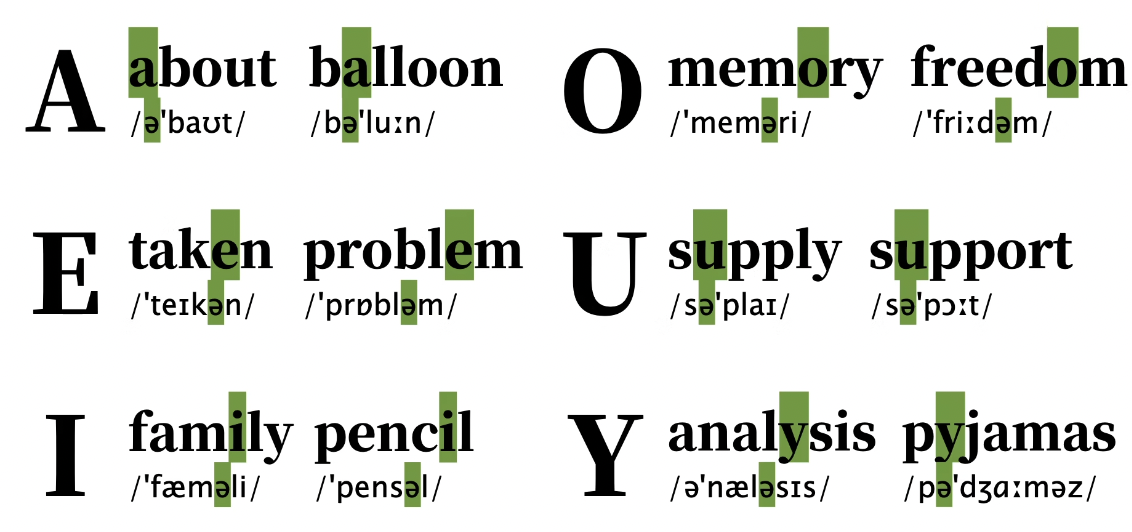 A about balloon
/ə'baʊt/ /bə'luːn/
E taken problem
/'teɪkən/ /'prɒbləm/
I family pencil
/'fæməli/ /'pensəl/
O memory freedom
/'meməri/ /'friːdəm/
U supply support
/sə'plaɪ/ /sə'pɔːt/
Y analysis pyjamas
/ə'næləsɪs/ /pə'dʒɑːməz/